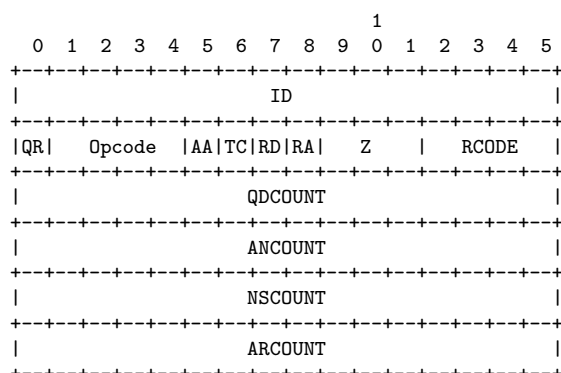 1
  0  1  2  3  4  5  6  7  8  9  0  1  2  3  4  5
+--+--+--+--+--+--+--+--+--+--+--+--+--+--+--+--+
|                      ID                       |
+--+--+--+--+--+--+--+--+--+--+--+--+--+--+--+--+
|QR|   Opcode  |AA|TC|RD|RA|   Z    |   RCODE   |
+--+--+--+--+--+--+--+--+--+--+--+--+--+--+--+--+
|                    QDCOUNT                    |
+--+--+--+--+--+--+--+--+--+--+--+--+--+--+--+--+
|                    ANCOUNT                    |
+--+--+--+--+--+--+--+--+--+--+--+--+--+--+--+--+
|                    NSCOUNT                    |
+--+--+--+--+--+--+--+--+--+--+--+--+--+--+--+--+
|                    ARCOUNT                    |
+--+--+--+--+--+--+--+--+--+--+--+--+--+--+--+--+